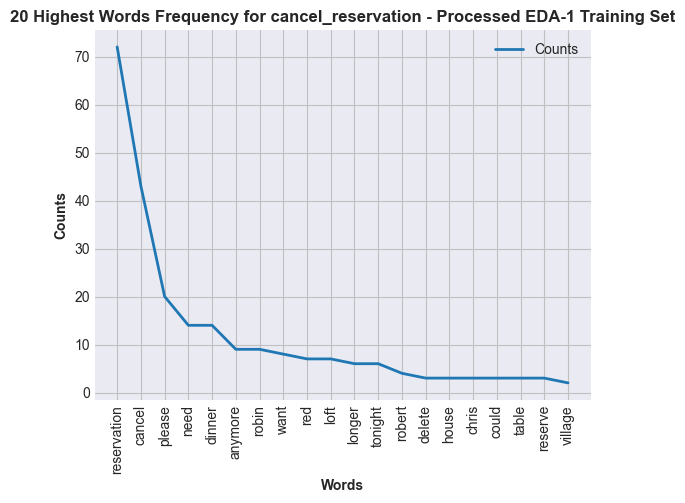 20 Highest Words Frequency for cancel_reservation - Processed EDA-1 Training Set
Counts
70
60
50
40
30
20
10
0
Counts
reservation
cancel
please
need
dinner
anymore
robin
want
red
loft
longer
tonight
robert
delete
house
chris
could
table
reserve
village
Words